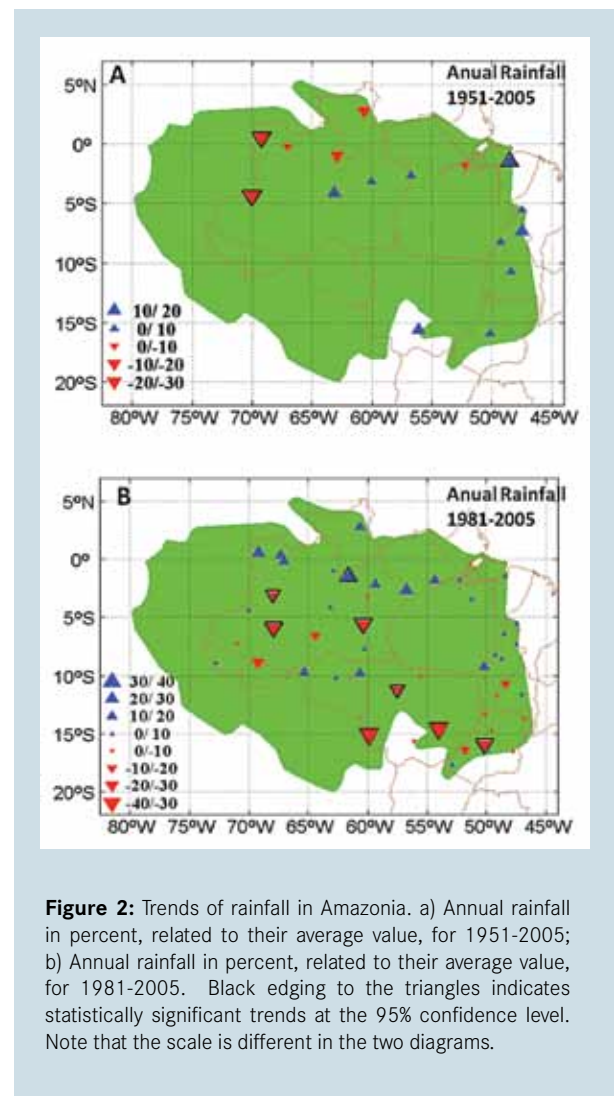 A
Anual Rainfall
1951-2005
5ºN
0º
5ºS
10ºS
15ºS
20ºS
10/ 20
0/ 10
0/-10
-10/-20
-20/-30
80ºW 75ºW 70ºW 65ºW 60ºW 55ºW 50ºW 45ºW
B
Anual Rainfall
1981-2005
5ºN
0º
5ºS
10ºS
15ºS
20ºS
30/ 40
20/ 30
10/ 20
0/ 10
0/-10
-10/-20
-20/-30
-40/-30
80ºW 75ºW 70ºW 65ºW 60ºW 55ºW 50ºW 45ºW
Figure 2: Trends of rainfall in Amazonia. a) Annual rainfall
in percent, related to their average value, for 1951-2005;
b) Annual rainfall in percent, related to their average value,
for 1981-2005. Black edging to the triangles indicates
statistically significant trends at the 95% confidence level.
Note that the scale is different in the two diagrams.